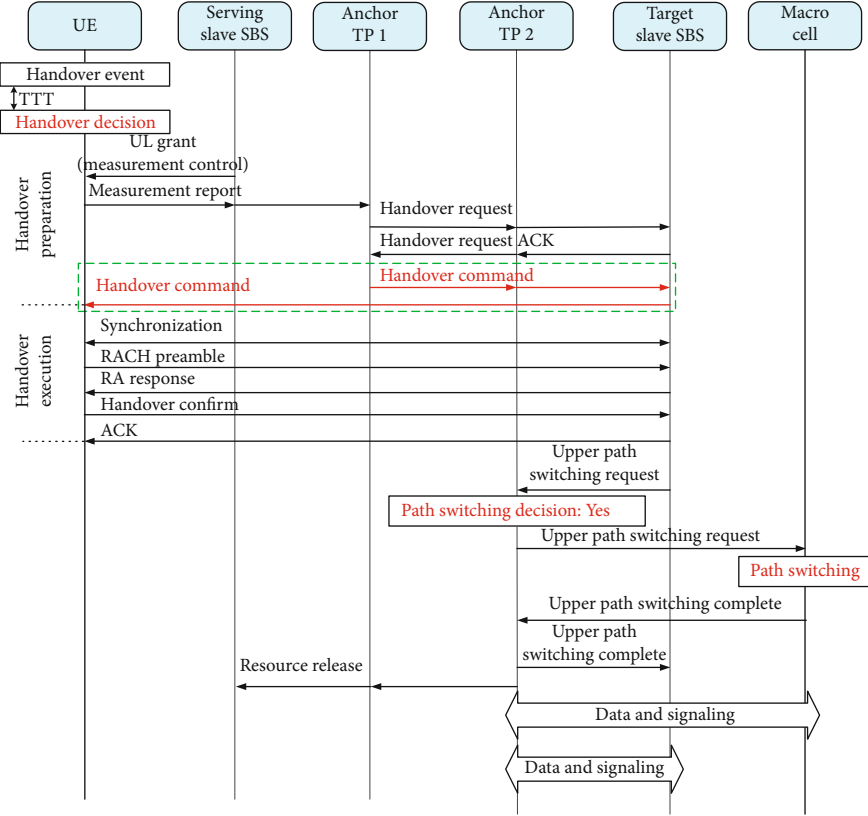 UE
Serving
slave SBS
Anchor
TP 1
Anchor
TP 2
Target
slave SBS
Macro
cell
Handover event
TTT
Handover decision
UL grant
(measurement control)
Handover
preparation
Measurement report
Handover request
Handover request ACK
Handover command
Handover command
Handover
execution
Synchronization
RACH preamble
RA response
Handover confirm
ACK
Upper path
switching request
Path switching decision: Yes
Upper path switching request
Path switching
Upper path switching complete
Upper path
switching complete
Resource release
Data and signaling
Data and signaling